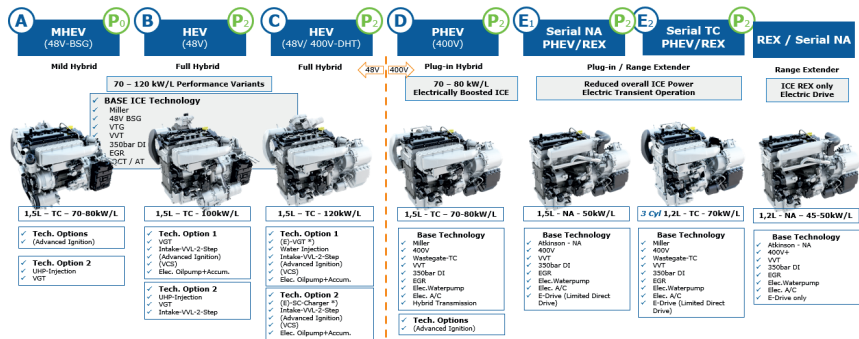 A
MHEV
(48V-BSG)
P0
B
HEV
(48V)
P2
C
HEV
(48V/ 400V-DHT)
P2
D
PHEV
(400V)
P2
E1
Serial NA
PHEV/REX
P2
E2
Serial TC
PHEV/REX
P2
REX / Serial NA
Mild Hybrid
Full Hybrid
Full Hybrid
48V
400V
Plug-in Hybrid
Plug-in / Range Extender
Range Extender
70 – 120 kW/L Performance Variants
70 – 80 kW/L
Electrically Boosted ICE
Reduced overall ICE Power
Electric Transient Operation
ICE REX only
Electric Drive
✓ BASE ICE Technology
✓ Miller
✓ 48V BSG
✓ VTG
✓ VVT
350bar DI
EGR
DCT / AT
1,5L – TC – 70-80kW/L
✓ Tech. Options
✓ (Advanced Ignition)
✓ Tech. Option 2
✓ UHP-Injection
✓ VGT
1,5L – TC - 100kW/L
✓ Tech. Option 1
✓ VGT
✓ Intake-VVL-2-Step
✓ (Advanced Ignition)
✓ (VCS)
✓ Elec. Oilpump+Accum.
✓ Tech. Option 2
✓ UHP-Injection
✓ VGT
✓ Intake-VVL-2-Step
1,5L – TC - 120kW/L
✓ Tech. Option 1
✓ (E)-VGT *)
✓ Water Injection
✓ Intake-VVL-2-Step
✓ (Advanced Ignition)
✓ (VCS)
✓ Elec. Oilpump+Accum.
✓ Tech. Option 2
✓ (E)-SC-Charger *)
✓ Intake-VVL-2-Step
✓ (Advanced Ignition)
✓ (VCS)
✓ Elec. Oilpump+Accum.
1,5L – TC – 70-80kW/L
Base Technology
✓ Miller
✓ 400V
✓ Wastegate-TC
✓ VVT
✓ 350bar DI
✓ EGR
✓ Elec.Waterpump
✓ Elec. A/C
✓ Hybrid Transmission
✓ Tech. Options
✓ (Advanced Ignition)
1,5L - NA – 50kW/L
Base Technology
✓ Atkinson - NA
✓ 400V
✓ VVT
✓ 350bar DI
✓ EGR
✓ Elec.Waterpump
✓ Elec. A/C
✓ E-Drive (Limited Direct
Drive)
3 Cyl 1,2L - TC - 70kW/L
Base Technology
✓ Miller
✓ 400V
✓ Wastegate-TC
✓ VVT
✓ 350bar DI
✓ EGR
✓ Elec.Waterpump
✓ Elec. A/C
✓ E-Drive (Limited Direct
Drive)
1,2L – NA – 45-50kW/L
Base Technology
✓ Atkinson - NA
✓ 400V+
✓ VVT
✓ 350bar DI
✓ EGR
✓ Elec.Waterpump
✓ Elec. A/C
✓ E-Drive only